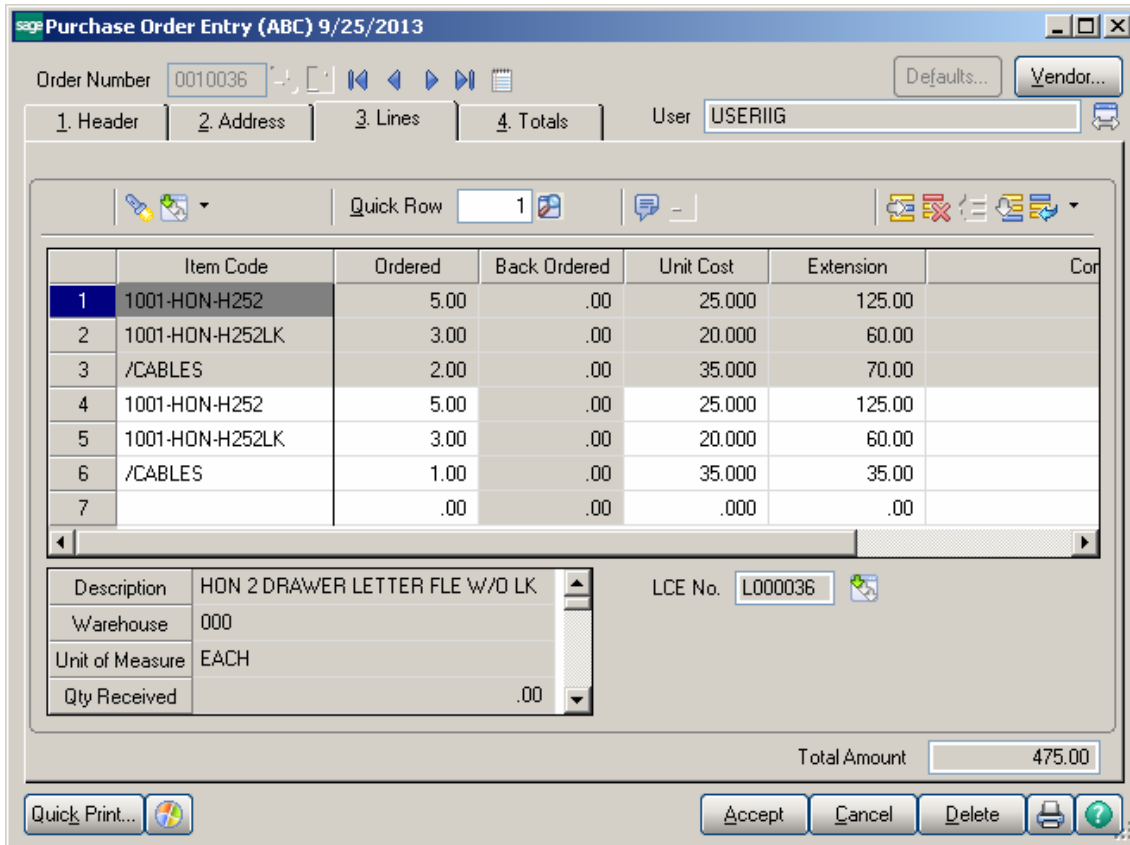 sage Purchase Order Entry (ABC) 9/25/2013
Order Number 0010036 Defaults... Vendor...
1. Header 2. Address 3. Lines 4. Totals User USERIIG
Quick Row 1
Item Code Ordered Back Ordered Unit Cost Extension Cor
1 1001-HON-H252 5.00 .00 25.000 125.00
2 1001-HON-H252LK 3.00 .00 20.000 60.00
3 /CABLES 2.00 .00 35.000 70.00
4 1001-HON-H252 5.00 .00 25.000 125.00
5 1001-HON-H252LK 3.00 .00 20.000 60.00
6 /CABLES 1.00 .00 35.000 35.00
7 .00 .00 .000 .00
Description HON 2 DRAWER LETTER FLE W/O LK LCE No. L000036
Warehouse 000
Unit of Measure EACH
Qty Received .00
Total Amount 475.00
Quick Print... Accept Cancel Delete